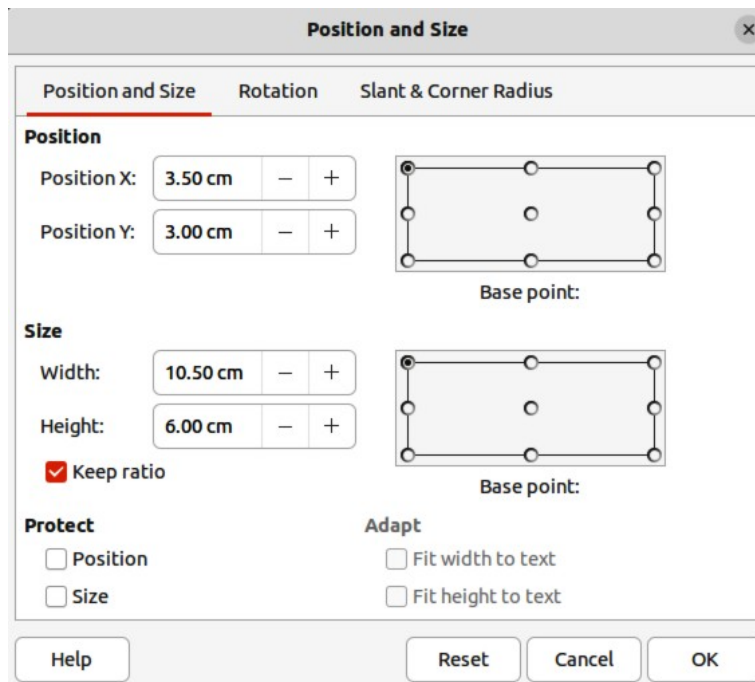 Position and Size
Position and Size Rotation Slant & Corner Radius
Position
Position X: 3.50 cm − +
Position Y: 3.00 cm − +
Base point:
Size
Width: 10.50 cm − +
Height: 6.00 cm − +
Keep ratio
Base point:
Protect Adapt
Position Fit width to text
Size Fit height to text
Help Reset Cancel OK